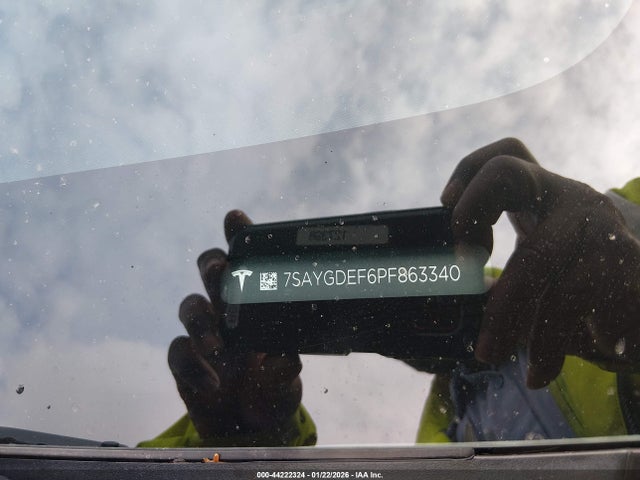 7SAYGDEF6PF863340
000-44222324 - 01/22/2026 - IAA Inc.